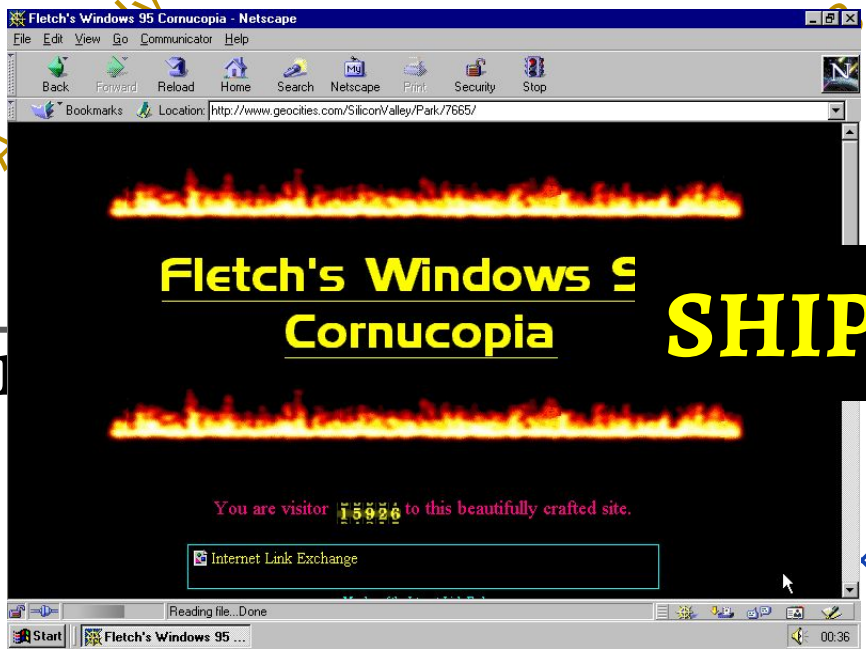 Fletch's Windows 95 Cornucopia - Netscape
File Edit View Go Communicator Help
Back Forward Reload Home Search Netscape Print Security Stop
My
N
Bookmarks Location: http://www.geocities.com/SiliconValley/Park/7665/
Fletch's Windows
SHIP
Cornucopia
You are visitor 15926 to this beautifully crafted site.
Internet Link Exchange
Reading file...Done
Start Fletch's Windows 95 ... 00:36